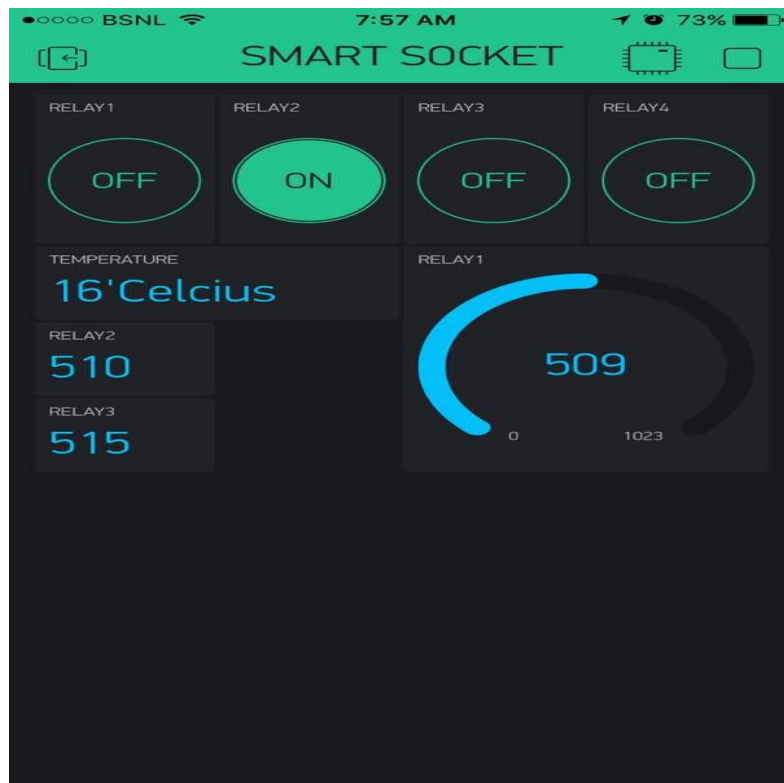 BSNL 7:57 AM 73%
SMART SOCKET
RELAY1 RELAY2 RELAY3 RELAY4
OFF ON OFF OFF
TEMPERATURE
16'Celcius
RELAY2
510
RELAY3
515
RELAY1
509
0 1023